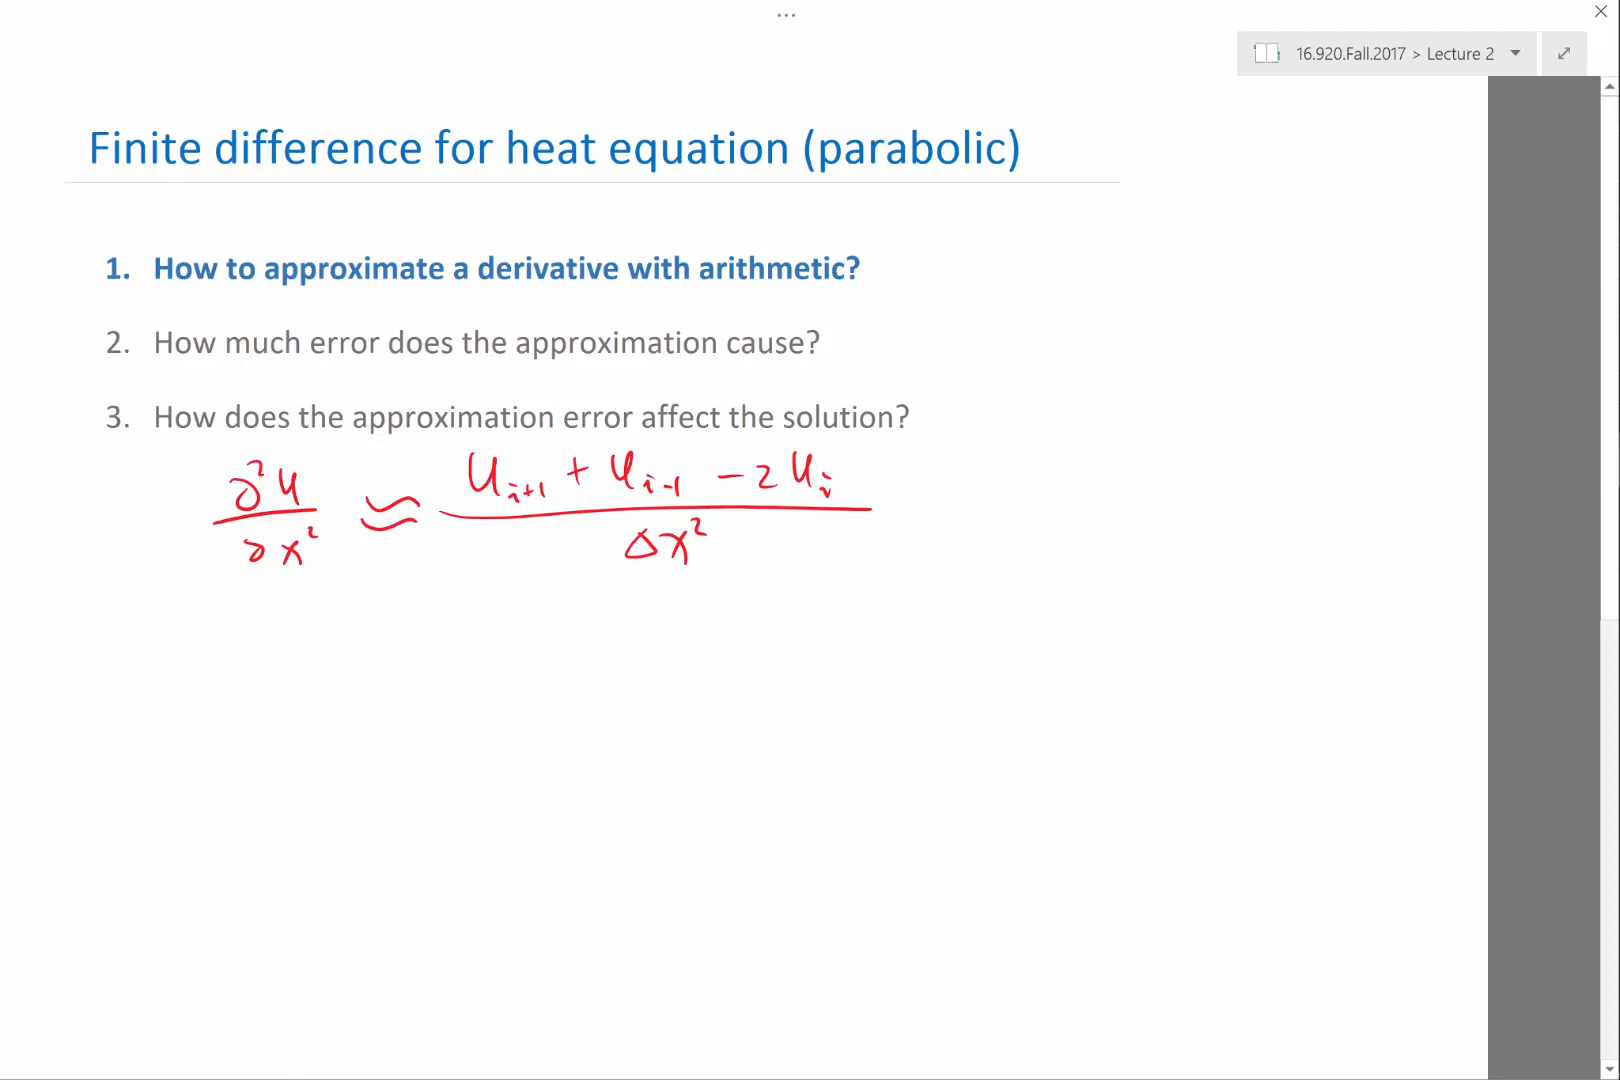 ...
16.920.Fall.2017 > Lecture 2
Finite difference for heat equation (parabolic)
1. How to approximate a derivative with arithmetic?
2. How much error does the approximation cause?
3. How does the approximation error affect the solution?
∂²u/∂x² ≈ (u_{i+1} + u_{i-1} - 2u_i)/Δx²